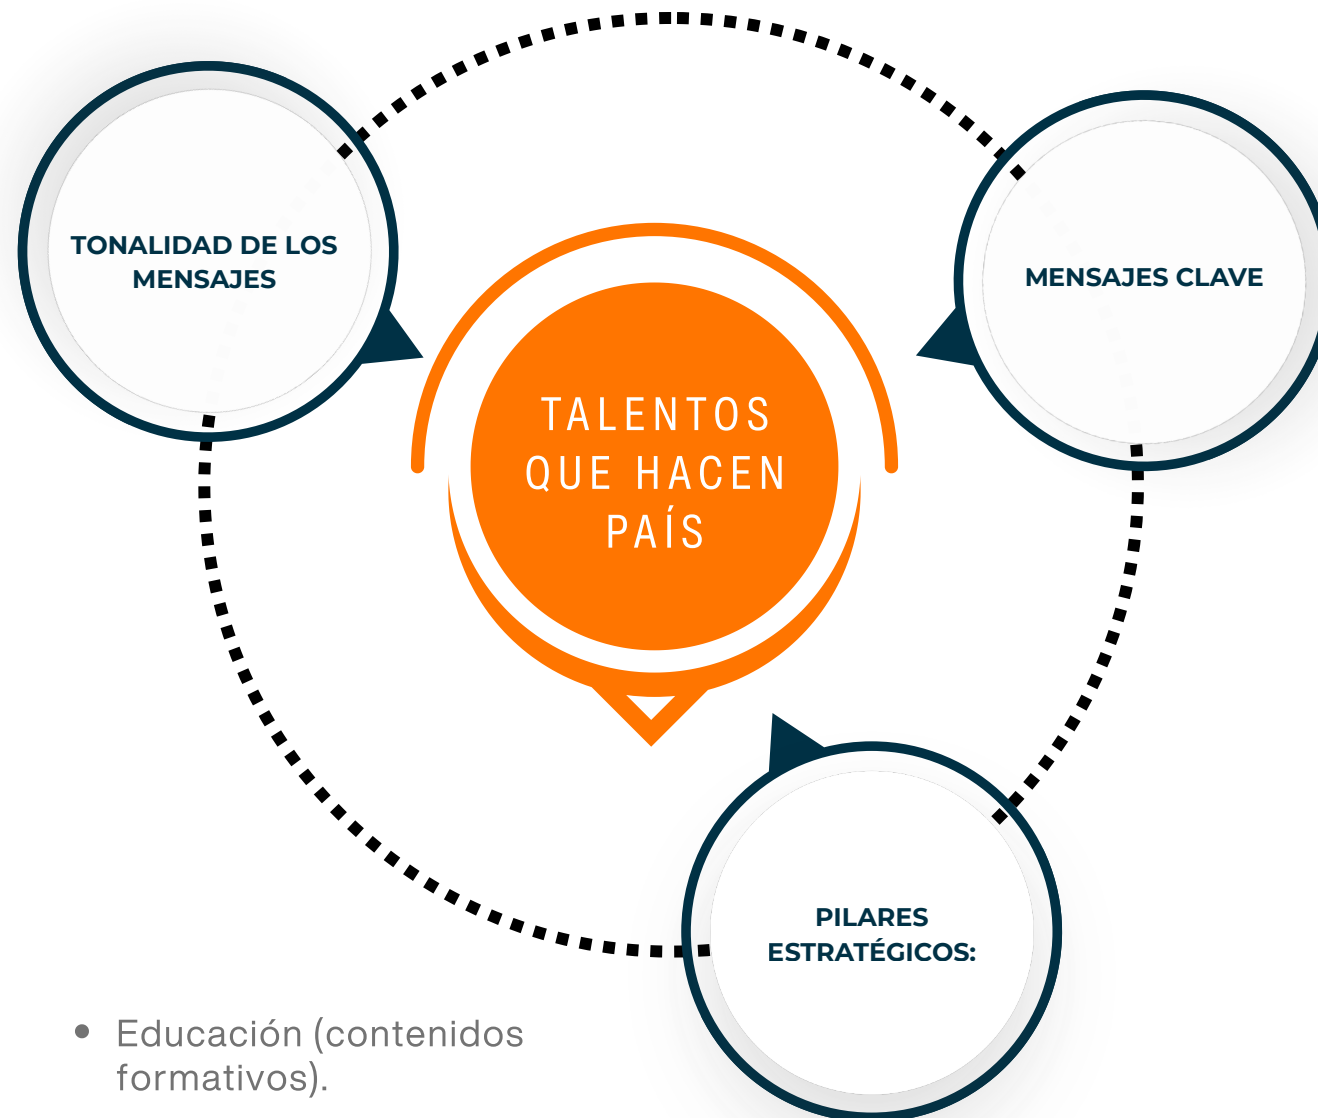 TONALIDAD DE LOS
MENSAJES
MENSAJES CLAVE
TALENTOS
QUE HACEN
PAÍS
PILARES
ESTRATÉGICOS:
• Educación (contenidos
formativos).